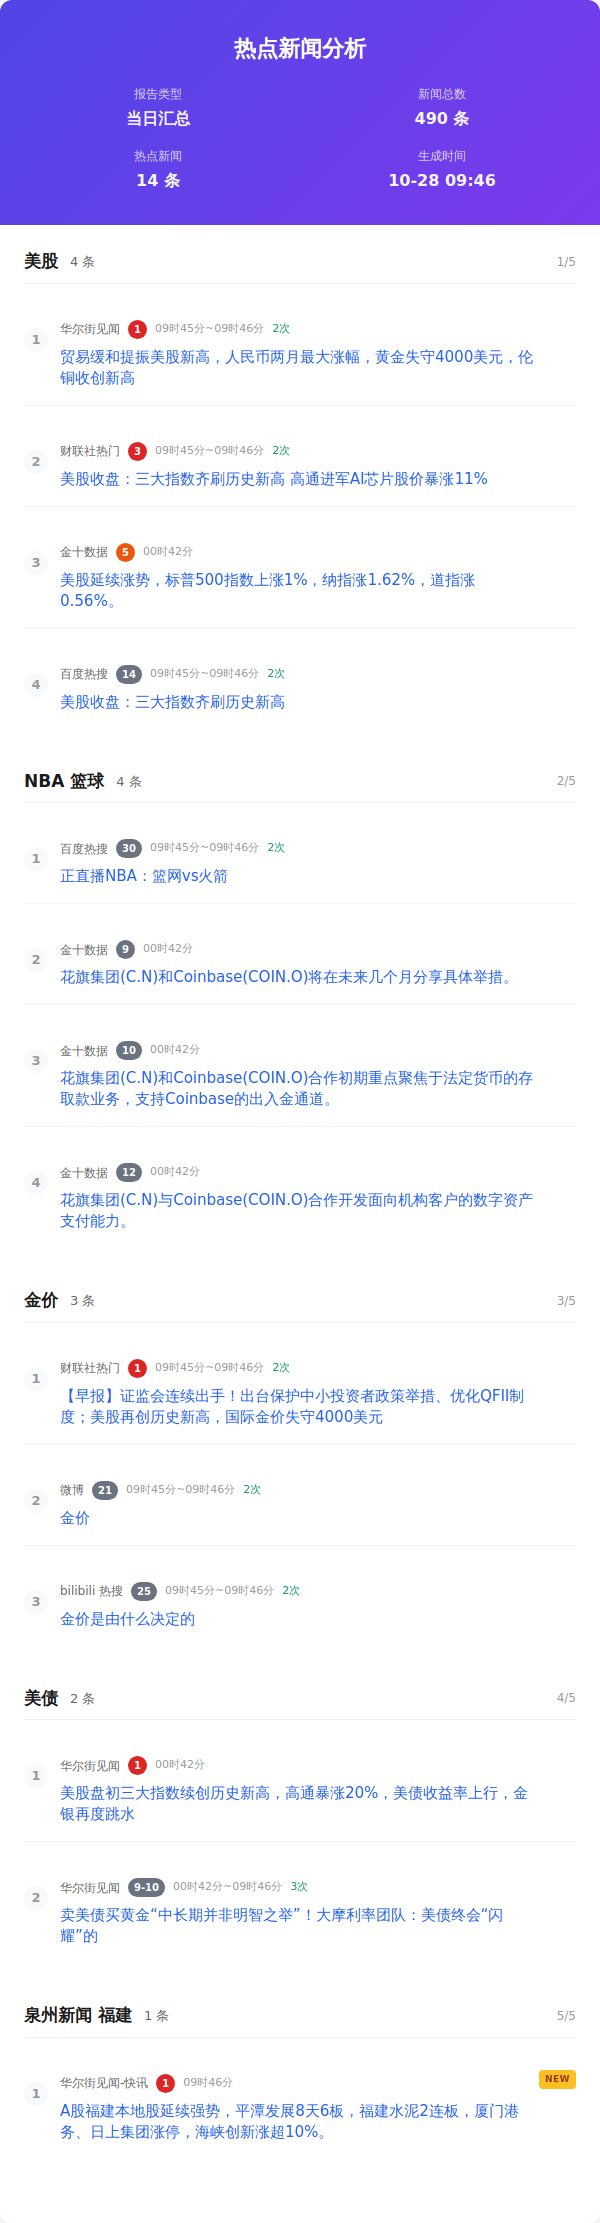 热点新闻分析
报告类型
当日汇总
新闻总数
490 条
热点新闻
14 条
生成时间
10-28 09:46
美股 4 条 1/5
1
华尔街见闻 1 09时45分~09时46分 2次
贸易缓和提振美股新高，人民币两月最大涨幅，黄金失守4000美元，伦
铜收创新高
2
财联社热门 3 09时45分~09时46分 2次
美股收盘：三大指数齐刷历史新高 高通进军AI芯片股价暴涨11%
3
金十数据 5 00时42分
美股延续涨势，标普500指数上涨1%，纳指涨1.62%，道指涨
0.56%。
4
百度热搜 14 09时45分~09时46分 2次
美股收盘：三大指数齐刷历史新高
NBA 篮球 4 条 2/5
1
百度热搜 30 09时45分~09时46分 2次
正直播NBA：篮网vs火箭
2
金十数据 9 00时42分
花旗集团(C.N)和Coinbase(COIN.O)将在未来几个月分享具体举措。
3
金十数据 10 00时42分
花旗集团(C.N)和Coinbase(COIN.O)合作初期重点聚焦于法定货币的存
取款业务，支持Coinbase的出入金通道。
4
金十数据 12 00时42分
花旗集团(C.N)与Coinbase(COIN.O)合作开发面向机构客户的数字资产
支付能力。
金价 3 条 3/5
1
财联社热门 1 09时45分~09时46分 2次
【早报】证监会连续出手！出台保护中小投资者政策举措、优化QFII制
度；美股再创历史新高，国际金价失守4000美元
2
微博 21 09时45分~09时46分 2次
金价
3
bilibili 热搜 25 09时45分~09时46分 2次
金价是由什么决定的
美债 2 条 4/5
1
华尔街见闻 1 00时42分
美股盘初三大指数续创历史新高，高通暴涨20%，美债收益率上行，金
银再度跳水
2
华尔街见闻 9-10 00时42分~09时46分 3次
卖美债买黄金“中长期并非明智之举”！大摩利率团队：美债终会“闪
耀”的
泉州新闻 福建 1 条 5/5
1
华尔街见闻-快讯 1 09时46分 NEW
A股福建本地股延续强势，平潭发展8天6板，福建水泥2连板，厦门港
务、日上集团涨停，海峡创新涨超10%。